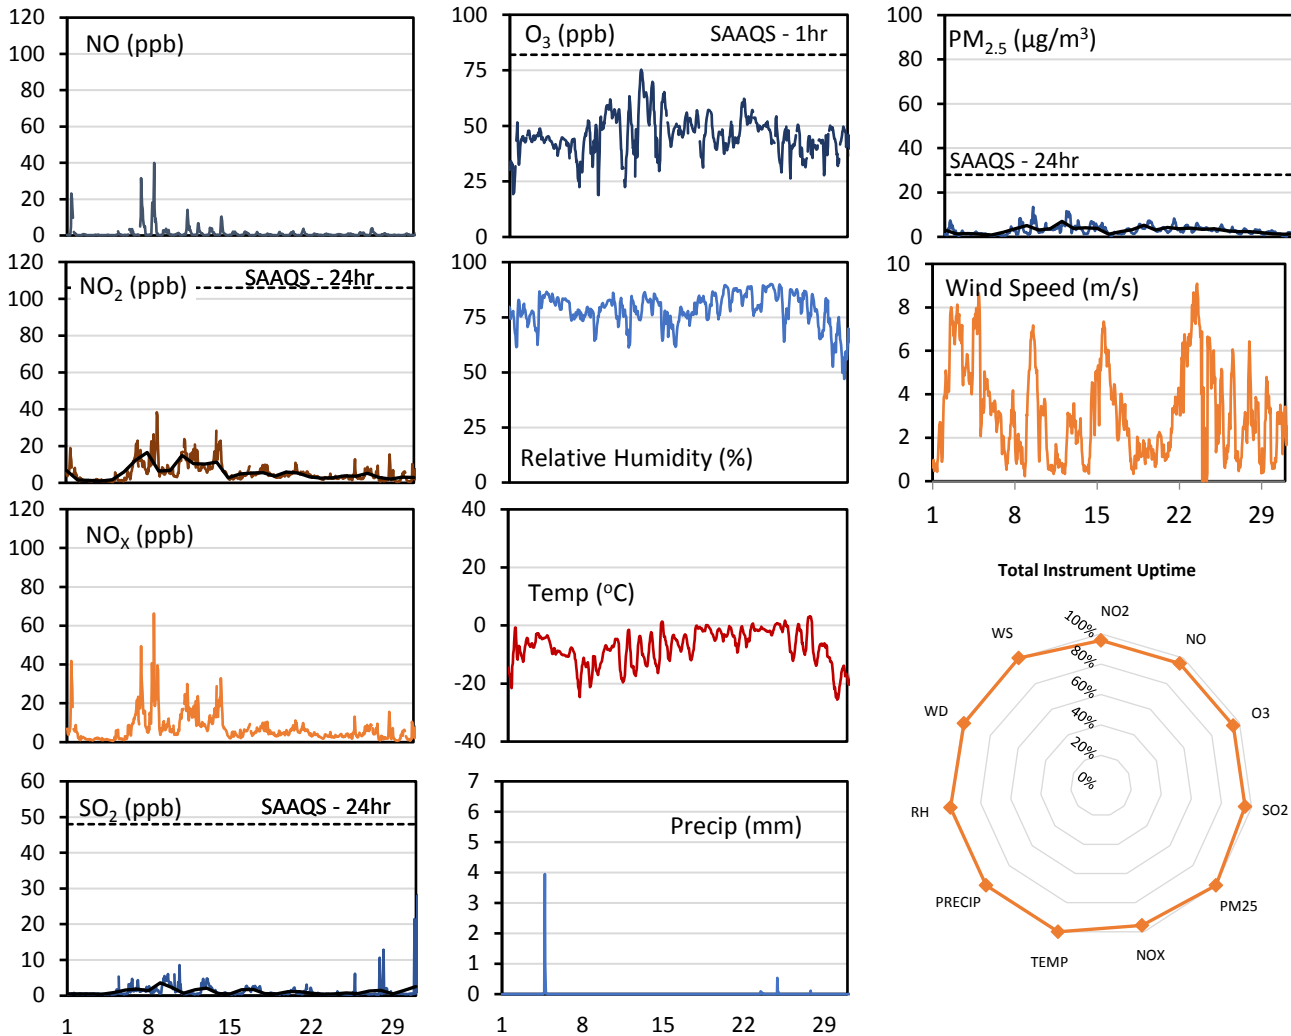 120
100
80
60
40
20
0
NO (ppb)
100
75
50
25
0
O3 (ppb)
SAAQS - 1hr
100
80
60
40
20
0
PM2.5 (µg/m³)
SAAQS - 24hr
120
100
80
60
40
20
0
NO2 (ppb)
SAAQS - 24hr
100
75
50
25
0
Relative Humidity (%)
10
8
6
4
2
0
Wind Speed (m/s)
1 8 15 22 29
120
100
80
60
40
20
0
NOX (ppb)
40
20
0
-20
-40
Temp (oC)
60
50
40
30
20
10
0
SO2 (ppb)
SAAQS - 24hr
1 8 15 22 29
7
6
5
4
3
2
1
0
Precip (mm)
1 8 15 22 29
Total Instrument Uptime
100%
80%
60%
40%
20%
0%
NO2
NO
O3
SO2
PM25
NOX
TEMP
PRECIP
RH
WD
WS